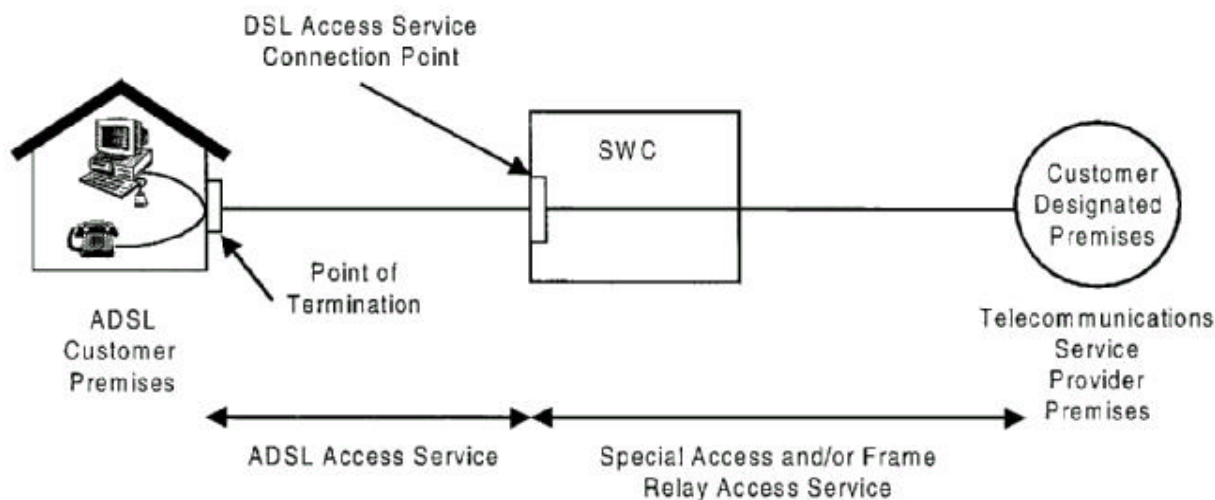 DSL Access Service
Connection Point
SWC
Customer
Designated
Premises
Point of
Termination
ADSL
Customer
Premises
Telecommunications
Service
Provider
Premises
ADSL Access Service
Special Access and/or Frame
Relay Access Service